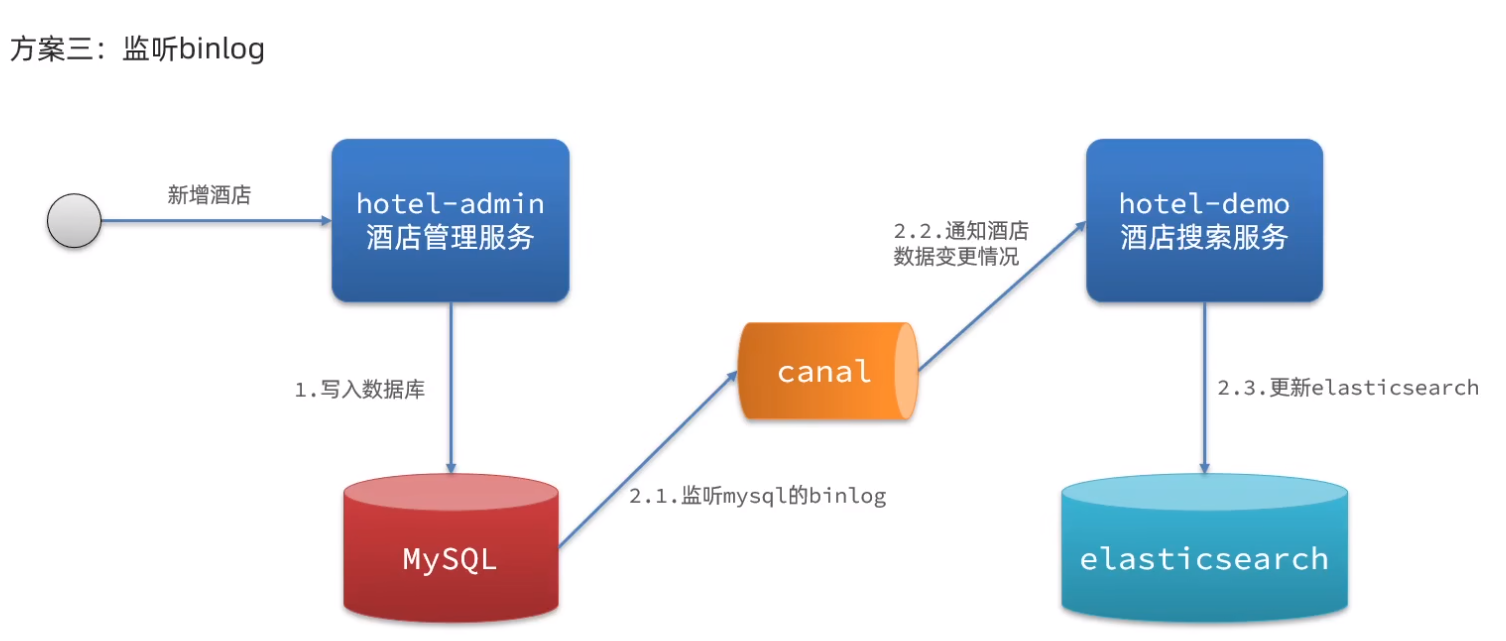 方案三：监听binlog
新增酒店
hotel-admin
酒店管理服务
hotel-demo
酒店搜索服务
2.2.通知酒店
数据变更情况
canal
1.写入数据库
2.3.更新elasticsearch
2.1.监听mysql的binlog
MySQL
elasticsearch